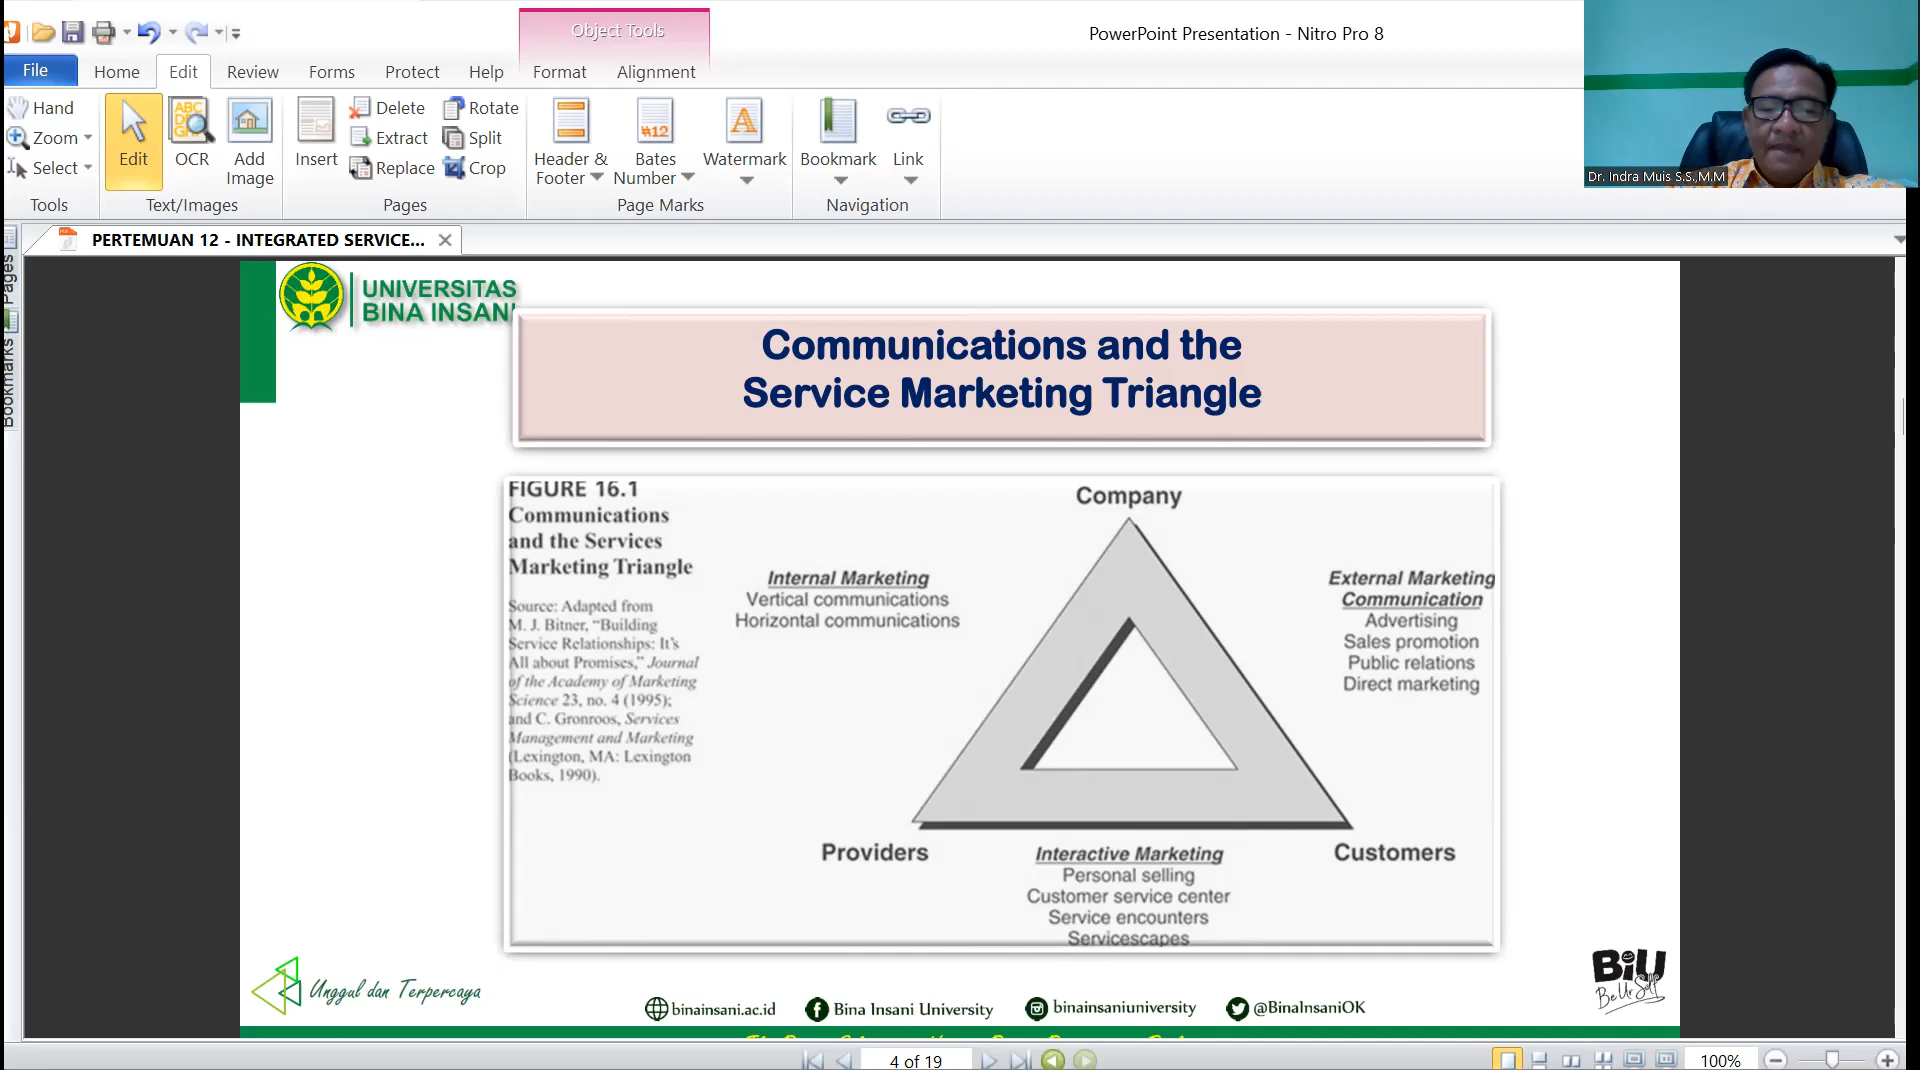 Object Tools
PowerPoint Presentation - Nitro Pro 8
File
Home
Edit
Review
Forms
Protect
Help
Format
Alignment
Hand
Zoom
Select
Tools
Edit
OCR
Add Image
Text/Images
Insert
Delete
Extract
Replace
Rotate
Split
Crop
Pages
Header & Footer
Bates Number
Watermark
Page Marks
Bookmark
Link
Navigation
Dr. Indra Muis S.S.,M.M
PERTEMUAN 12 - INTEGRATED SERVICE...
Pages
Bookmarks
UNIVERSITAS
BINA INSANI
Communications and the
Service Marketing Triangle
FIGURE 16.1
Communications
and the Services
Marketing Triangle
Source: Adapted from
M. J. Bitner, “Building
Service Relationships: It’s
All about Promises,” Journal
of the Academy of Marketing
Science 23, no. 4 (1995);
and C. Gronroos, Services
Management and Marketing
(Lexington, MA: Lexington
Books, 1990).
Company
Internal Marketing
Vertical communications
Horizontal communications
External Marketing
Communication
Advertising
Sales promotion
Public relations
Direct marketing
Providers
Interactive Marketing
Personal selling
Customer service center
Service encounters
Servicescapes
Customers
Unggul dan Terpercaya
binainsani.ac.id
Bina Insani University
binainsaniuniversity
@BinaInsaniOK
BiU
Be Ur Self
4 of 19
100%